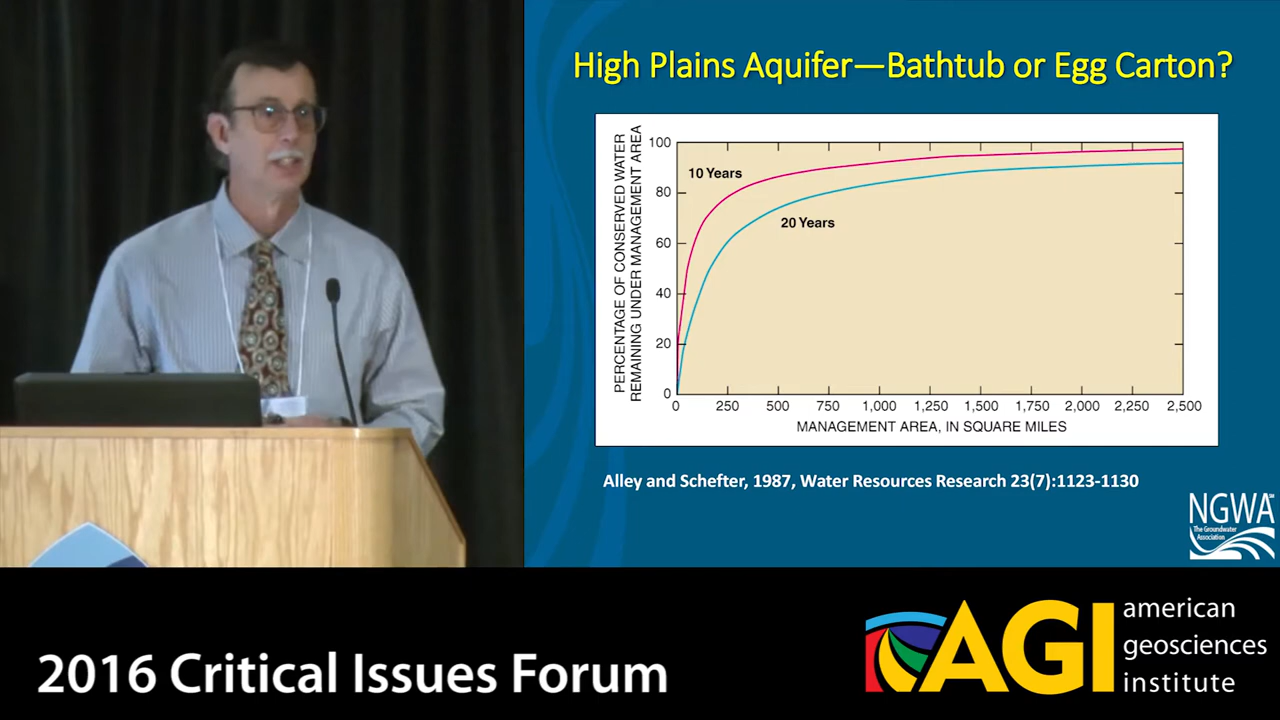 High Plains Aquifer—Bathtub or Egg Carton?
PERCENTAGE OF CONSERVED WATER
REMAINING UNDER MANAGEMENT AREA
100
80
60
40
20
0
10 Years
20 Years
0 250 500 750 1,000 1,250 1,500 1,750 2,000 2,250 2,500
MANAGEMENT AREA, IN SQUARE MILES
Alley and Schefter, 1987, Water Resources Research 23(7):1123-1130
NGWA
The Groundwater
Association
2016 Critical Issues Forum
AGI
american
geosciences
institute